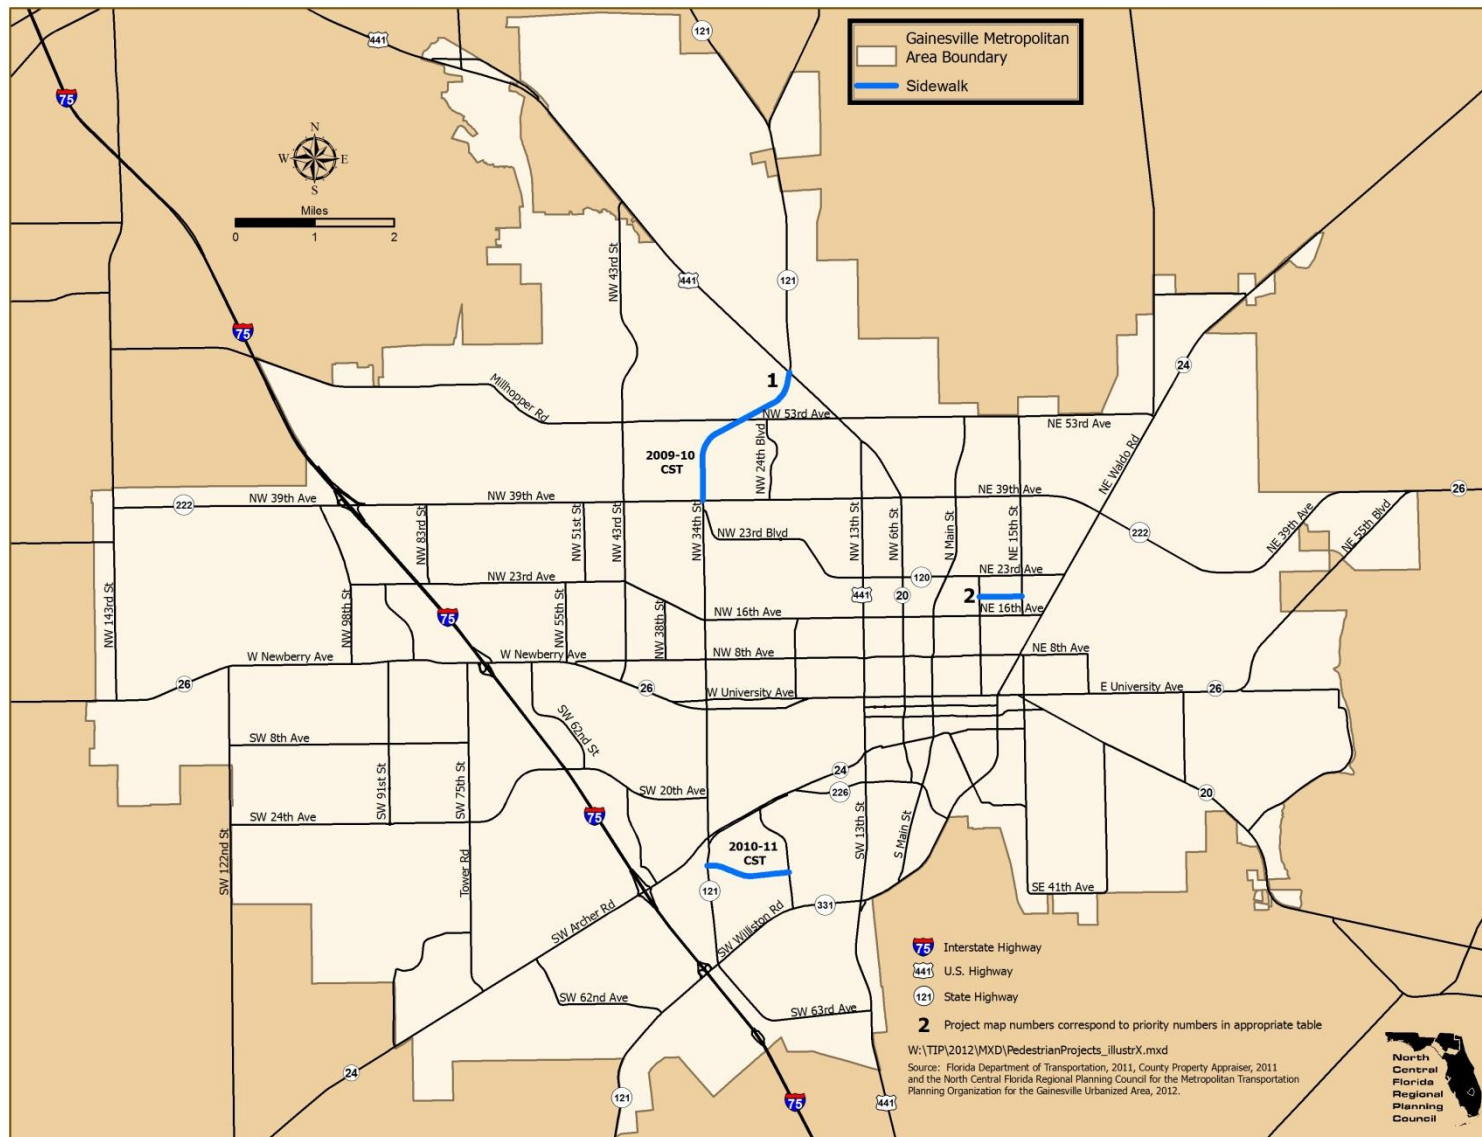 441
121
Gainesville Metropolitan
Area Boundary
Sidewalk
75
N
W E
S
Miles
0 1 2
NW 43rd St
441
121
75
24
1
Millhopper Rd
NW 53rd Ave
NE 53rd Ave
2009-10
CST
NW 24th Blvd
NE Waldo Rd
222
NW 39th Ave
NW 39th Ave
NE 39th Ave
26
NW 83rd St
NW 51st St
NW 43rd St
NW 34th St
NW 23rd Blvd
NW 13th St
NW 6th St
N Main St
NE 15th St
222
NE 39th Ave
NE 55th Blvd
NW 143rd St
NW 98th St
NW 23rd Ave
120
NE 23rd Ave
75
NW 55th St
NW 38th St
NW 16th Ave
441
20
2
NE 16th Ave
W Newberry Ave
W Newberry Ave
NW 8th Ave
NE 8th Ave
26
26
W University Ave
E University Ave
26
SW 8th Ave
SW 62nd St
SW 91st St
SW 75th St
24
SW 20th Ave
226
20
SW 24th Ave
75
SW 122nd St
Tower Rd
2010-11
CST
SW 13th St
S Main St
121
SE 41th Ave
SW Archer Rd
SW Williston Rd
331
SW 62nd Ave
SW 63rd Ave
24
121
75
441
75 Interstate Highway
441 U.S. Highway
121 State Highway
2 Project map numbers correspond to priority numbers in appropriate table
W:\TIP\2012\MXD\PedestrianProjects_illustrX.mxd
Source: Florida Department of Transportation, 2011, County Property Appraiser, 2011
and the North Central Florida Regional Planning Council for the Metropolitan Transportation
Planning Organization for the Gainesville Urbanized Area, 2012.
North
Central
Florida
Regional
Planning
Council